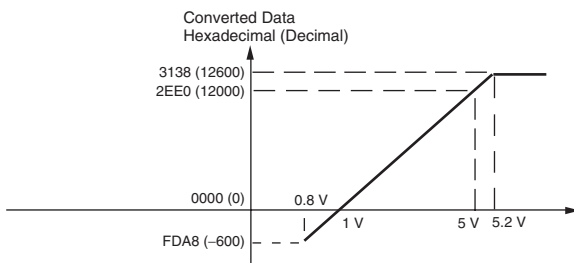 Converted Data
Hexadecimal (Decimal)
3138 (12600)
2EE0 (12000)
0000 (0)
0.8 V
1 V
5 V
5.2 V
FDA8 (−600)